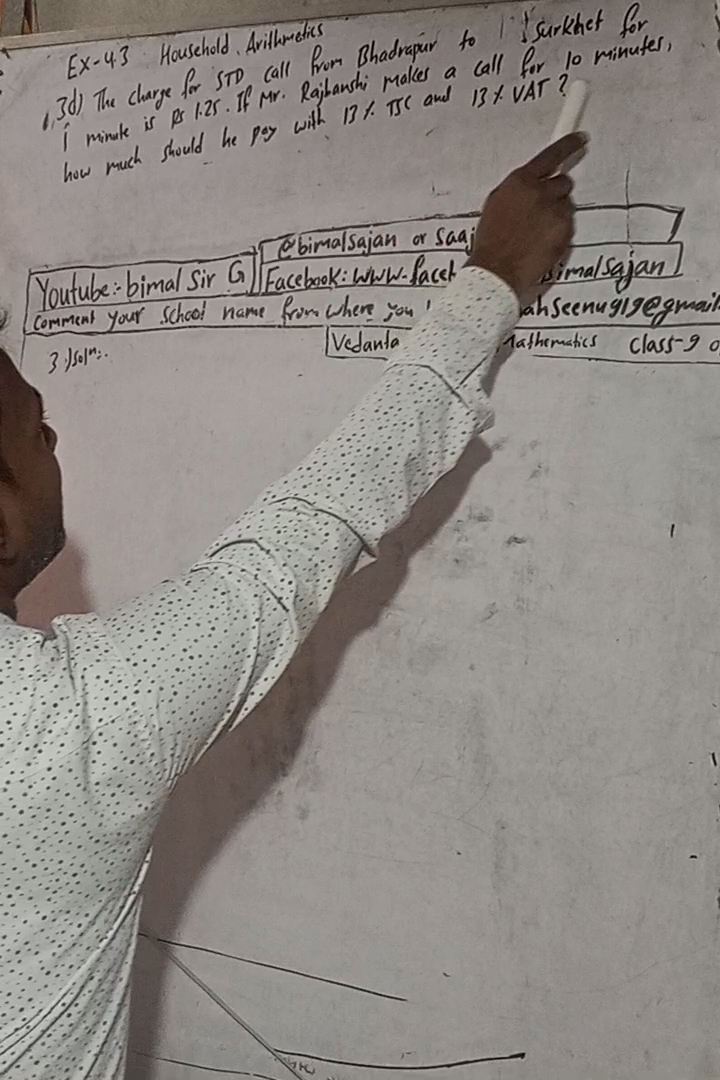 Ex-4.3 Household Arithmetics
3d) The charge for STD call from Bhadrapur to Surkhet for
1 minute is Rs 1.25. If Mr. Rajbanshi makes a call for 10 minutes,
how much should he pay with 13% TSC and 13% VAT?
@bimalsajan or saaj
Youtube:- bimal Sir G
Facebook: www.facet imalsajan
Comment your school name from where you
ahseenu919@gmail.
Vedanta Mathematics Class-9
3) Soln:.